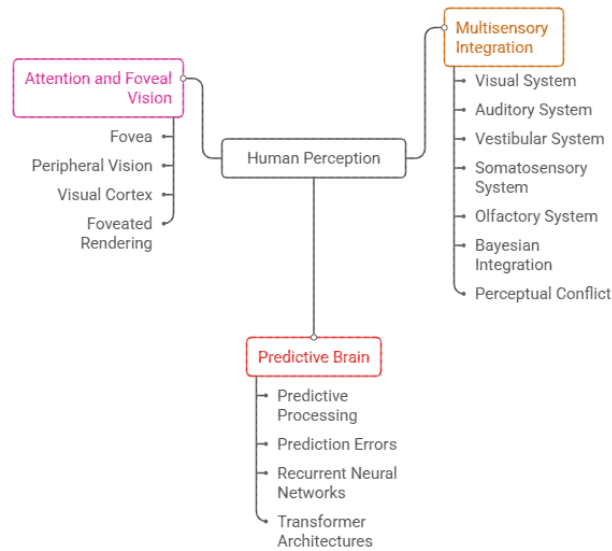 Multisensory
Integration
Visual System
Auditory System
Vestibular System
Somatosensory
System
Olfactory System
Bayesian
Integration
Perceptual Conflict
Attention and Foveal
Vision
Fovea
Peripheral Vision
Visual Cortex
Foveated
Rendering
Human Perception
Predictive Brain
Predictive
Processing
Prediction Errors
Recurrent Neural
Networks
Transformer
Architectures